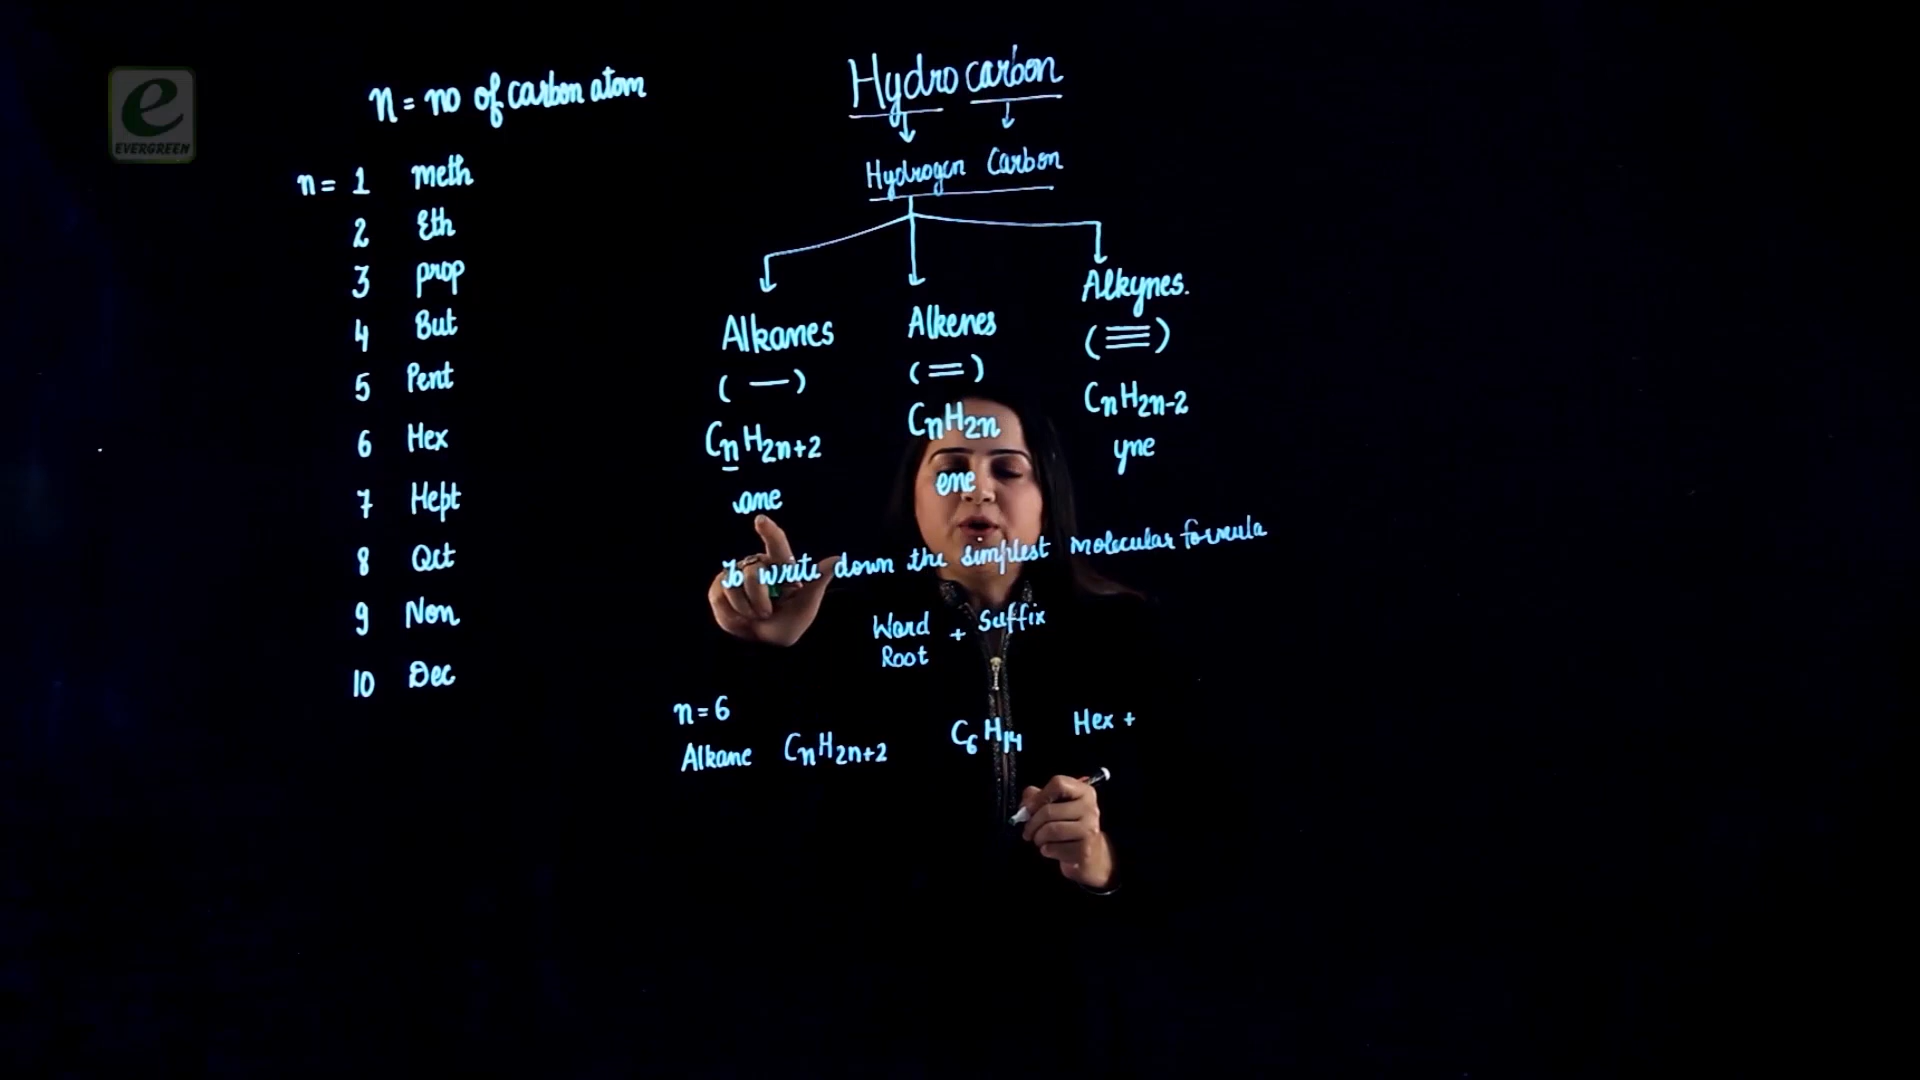 e
EVERGREEN
n = no of carbon atom
n = 1 meth
2 Eth
3 prop
4 But
5 Pent
6 Hex
7 Hept
8 Oct
9 Non
10 Dec
Hydrocarbon
Hydrogen Carbon
Alkanes Alkenes Alkynes.
(—) (=) (≡)
CnH2n+2 CnH2n CnH2n-2
ane ene yne
To write down the simplest molecular formula
Word + Suffix
Root
n = 6
Alkane CnH2n+2 C6H14 Hex +